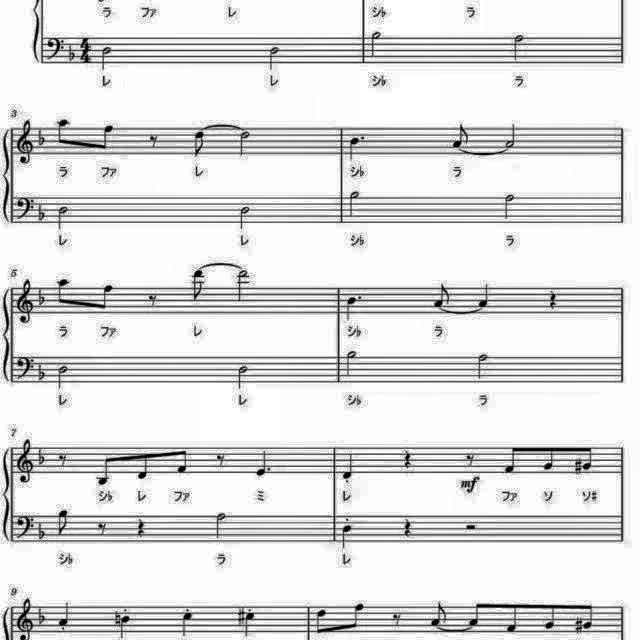 ラ ファ レ シ♭ ラ
4
4
レ レ シ♭ ラ
3
ラ ファ レ シ♭ ラ
レ レ シ♭ ラ
5
ラ ファ レ シ♭ ラ
レ レ シ♭ ラ
7
シ♭ レ ファ ミ レ mf ファ ソ ソ♯
シ♭ ラ レ
9